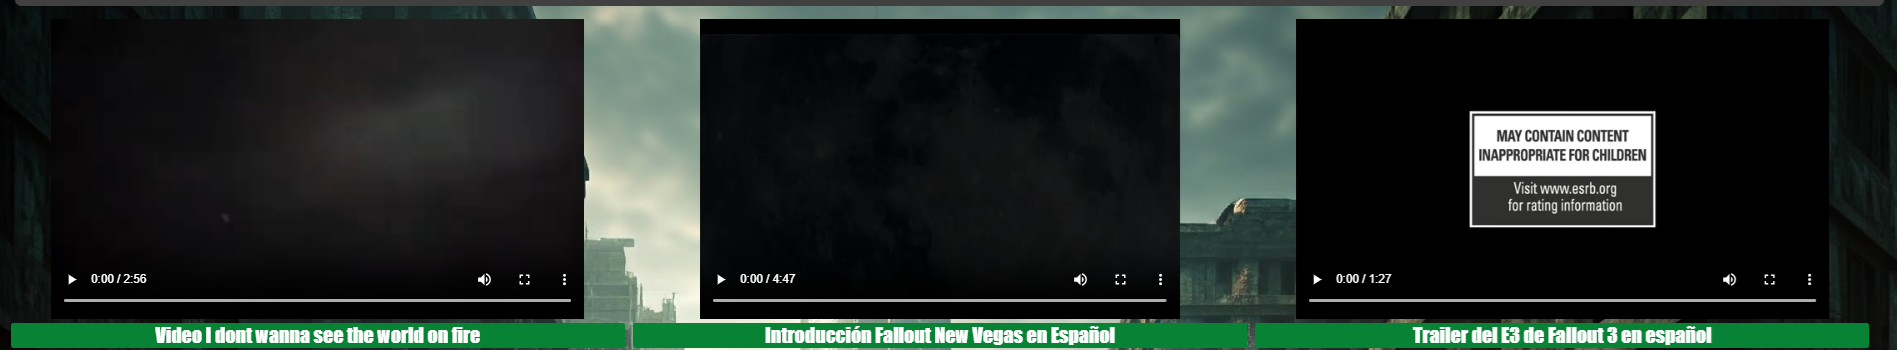 MAY CONTAIN CONTENT
INAPPROPRIATE FOR CHILDREN
Visit www.esrb.org
for rating information
0:00 / 2:56
0:00 / 4:47
0:00 / 1:27
Video I dont wanna see the world on fire
Introducción Fallout New Vegas en Español
Trailer del E3 de Fallout 3 en español